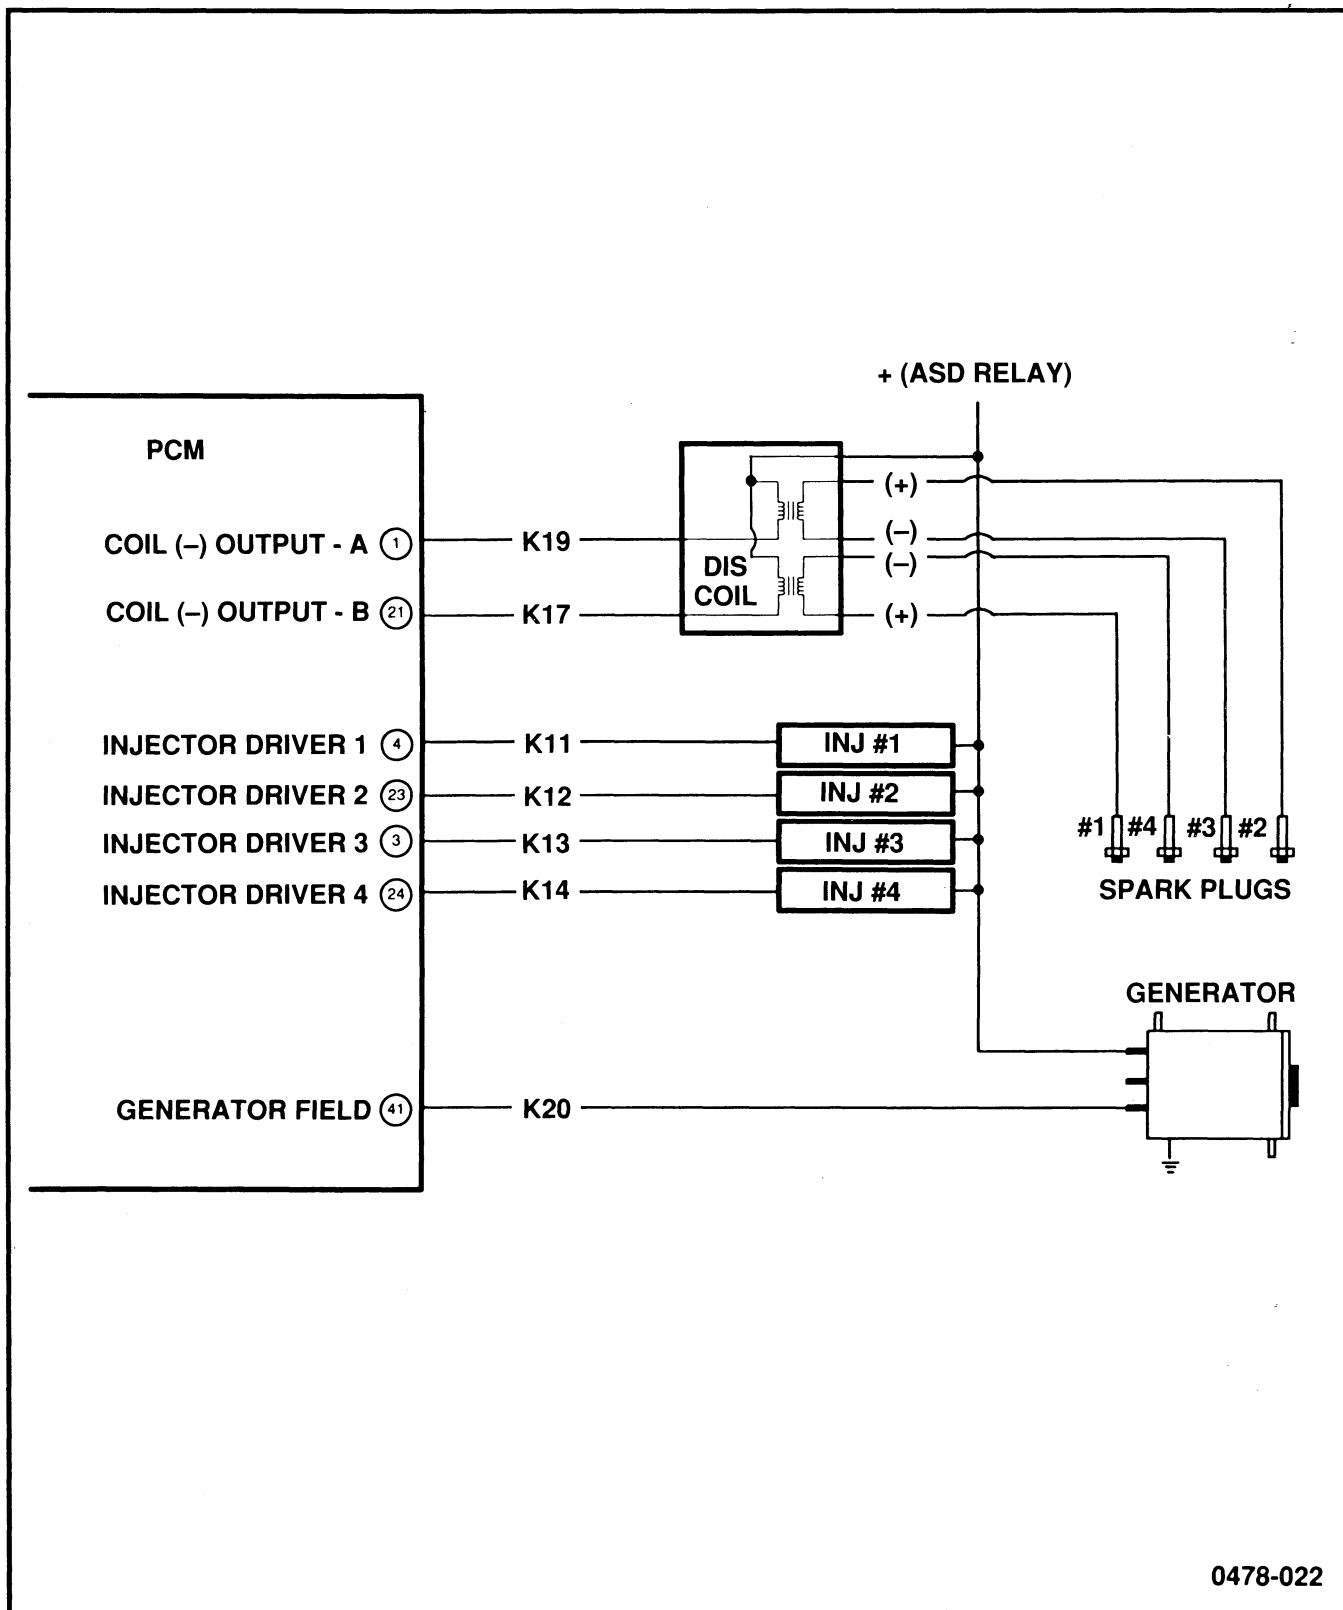 + (ASD RELAY)
PCM
COIL (–) OUTPUT - A 1 K19
COIL (–) OUTPUT - B 21 K17
DIS
COIL
(+)
(–)
(–)
(+)
INJECTOR DRIVER 1 4 K11 INJ #1
INJECTOR DRIVER 2 23 K12 INJ #2
INJECTOR DRIVER 3 3 K13 INJ #3
INJECTOR DRIVER 4 24 K14 INJ #4
#1 #4 #3 #2
SPARK PLUGS
GENERATOR
GENERATOR FIELD 41 K20
0478-022